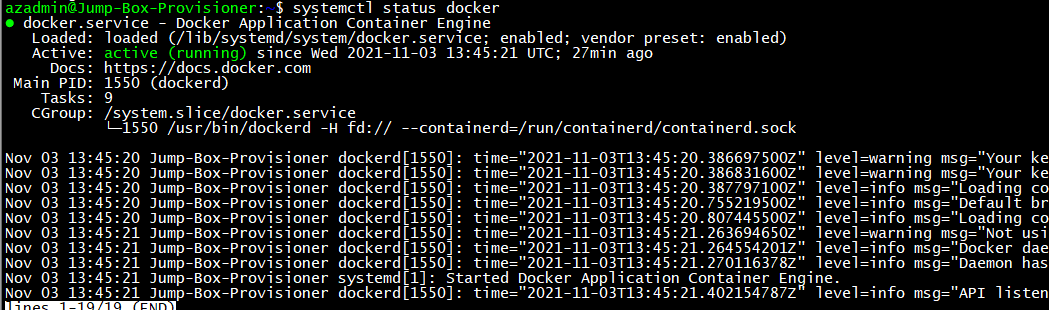 azadmin@Jump-Box-Provisioner:~$ systemctl status docker
● docker.service - Docker Application Container Engine
   Loaded: loaded (/lib/systemd/system/docker.service; enabled; vendor preset: enabled)
   Active: active (running) since Wed 2021-11-03 13:45:21 UTC; 27min ago
     Docs: https://docs.docker.com
 Main PID: 1550 (dockerd)
    Tasks: 9
   CGroup: /system.slice/docker.service
           └─1550 /usr/bin/dockerd -H fd:// --containerd=/run/containerd/containerd.sock
Nov 03 13:45:20 Jump-Box-Provisioner dockerd[1550]: time="2021-11-03T13:45:20.386697500Z" level=warning msg="Your ke
Nov 03 13:45:20 Jump-Box-Provisioner dockerd[1550]: time="2021-11-03T13:45:20.386831600Z" level=warning msg="Your ke
Nov 03 13:45:20 Jump-Box-Provisioner dockerd[1550]: time="2021-11-03T13:45:20.387797100Z" level=info msg="Loading co
Nov 03 13:45:20 Jump-Box-Provisioner dockerd[1550]: time="2021-11-03T13:45:20.755219500Z" level=info msg="Default br
Nov 03 13:45:20 Jump-Box-Provisioner dockerd[1550]: time="2021-11-03T13:45:20.807445500Z" level=info msg="Loading co
Nov 03 13:45:21 Jump-Box-Provisioner dockerd[1550]: time="2021-11-03T13:45:21.263694650Z" level=warning msg="Not usi
Nov 03 13:45:21 Jump-Box-Provisioner dockerd[1550]: time="2021-11-03T13:45:21.264554201Z" level=info msg="Docker dae
Nov 03 13:45:21 Jump-Box-Provisioner dockerd[1550]: time="2021-11-03T13:45:21.270116378Z" level=info msg="Daemon has
Nov 03 13:45:21 Jump-Box-Provisioner systemd[1]: Started Docker Application Container Engine.
Nov 03 13:45:21 Jump-Box-Provisioner dockerd[1550]: time="2021-11-03T13:45:21.402154787Z" level=info msg="API listen
lines 1-19/19 (END)